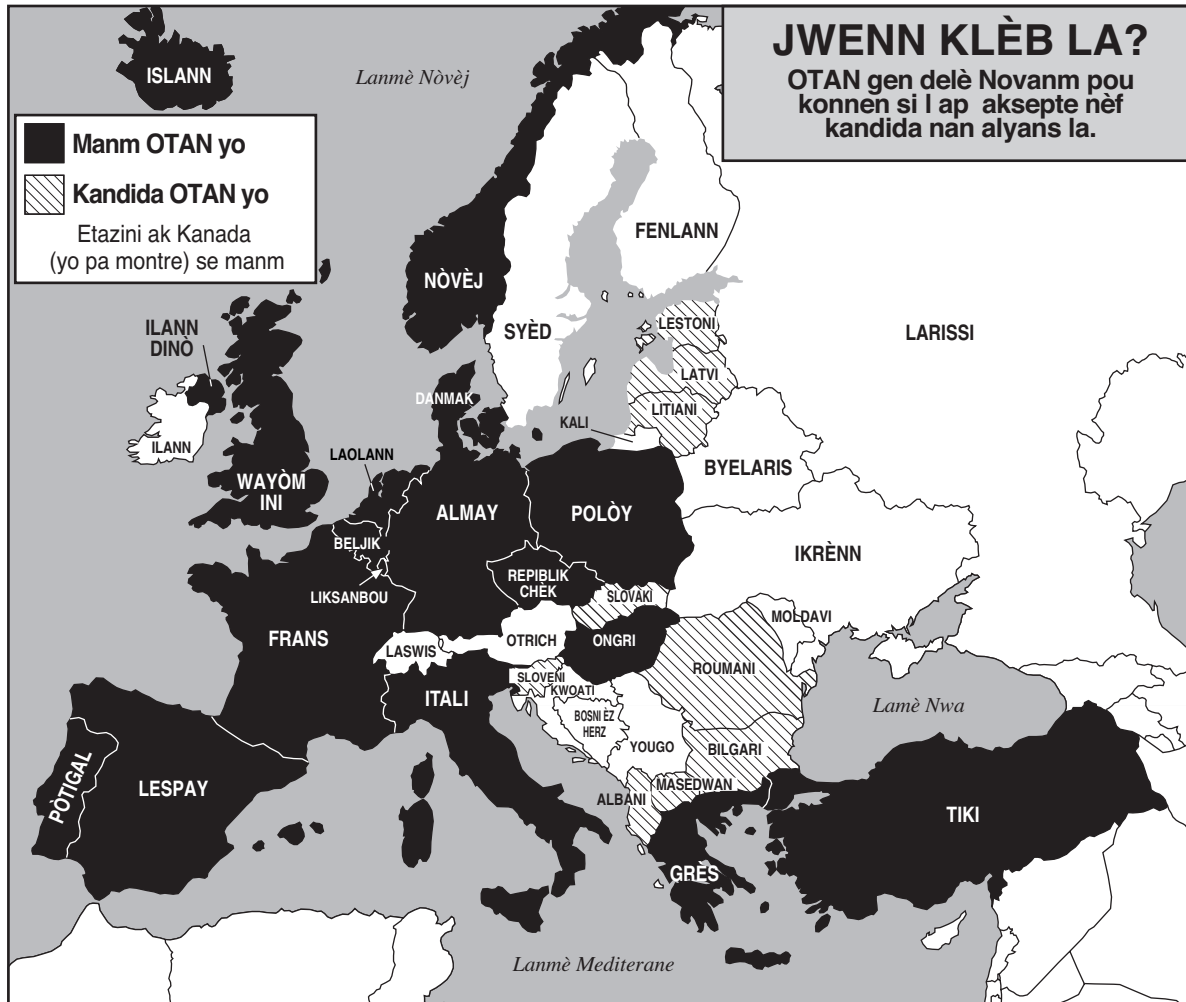 JWENN KLÈB LA?
OTAN gen delè Novanm pou
konnen si l ap aksepte nèf
kandida nan alyans la.
ISLANN
Lanmè Nòvèj
Manm OTAN yo
Kandida OTAN yo
Etazini ak Kanada
(yo pa montre) se manm
FENLANN
NÒVÈJ
SYÈD
LARISSI
ILANN
DINÒ
ILANN
WAYÒM
INI
DANMAK
LESTONI
LATVI
LITIANI
KALI
BYELARIS
LAOLANN
ALMAY
POLÒY
BELJIK
LIKSANBOU
REPIBLIK
CHÈK
SLOVAKI
IKRÈNN
MOLDAVI
FRANS
LASWIS
OTRICH
ONGRI
ROUMANI
ITALI
SLOVENI
KWOATI
BOSNI ÈZ
HERZ
YOUGO
BILGARI
Lamè Nwa
PÒTIGAL
LESPAY
ALBANI
MASEDWAN
GRÈS
TIKI
Lanmè Mediterane